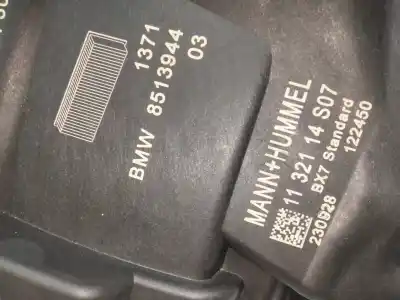 1371
BMW 8513944
03
MANN+HUMMEL
11 321 14 S07
BX7 Standard
230928 122450